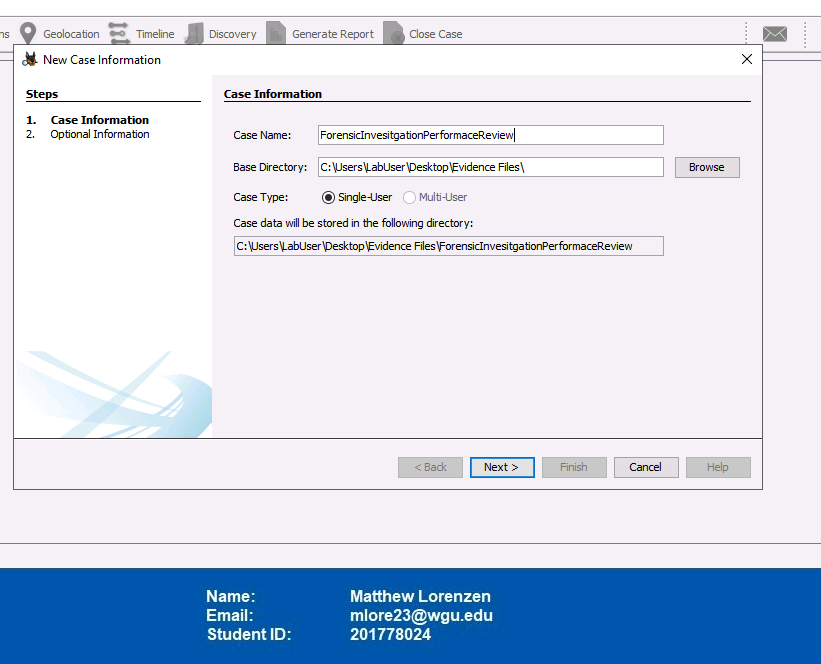 ns Geolocation Timeline Discovery Generate Report Close Case
New Case Information
Steps
1. Case Information
2. Optional Information
Case Information
Case Name: ForensicInvesitgationPerformaceReview
Base Directory: C:\Users\LabUser\Desktop\Evidence Files\ Browse
Case Type: Single-User Multi-User
Case data will be stored in the following directory:
C:\Users\LabUser\Desktop\Evidence Files\ForensicInvesitgationPerformaceReview
< Back Next > Finish Cancel Help
Name: Matthew Lorenzen
Email: mlore23@wgu.edu
Student ID: 201778024